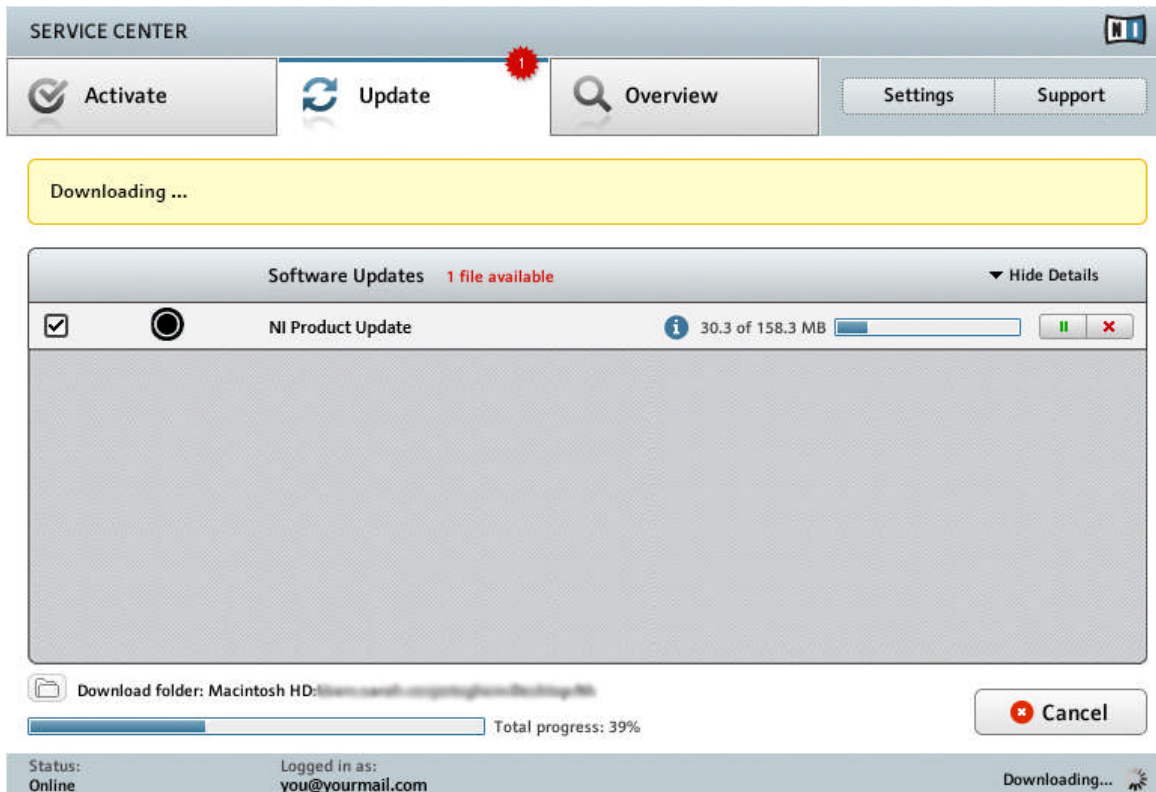 SERVICE CENTER
NI
Activate
Update
1
Overview
Settings
Support
Downloading ...
Software Updates 1 file available
Hide Details
NI Product Update
i 30.3 of 158.3 MB
Download folder: Macintosh HD:
Total progress: 39%
Cancel
Status:
Online
Logged in as:
you@yourmail.com
Downloading...